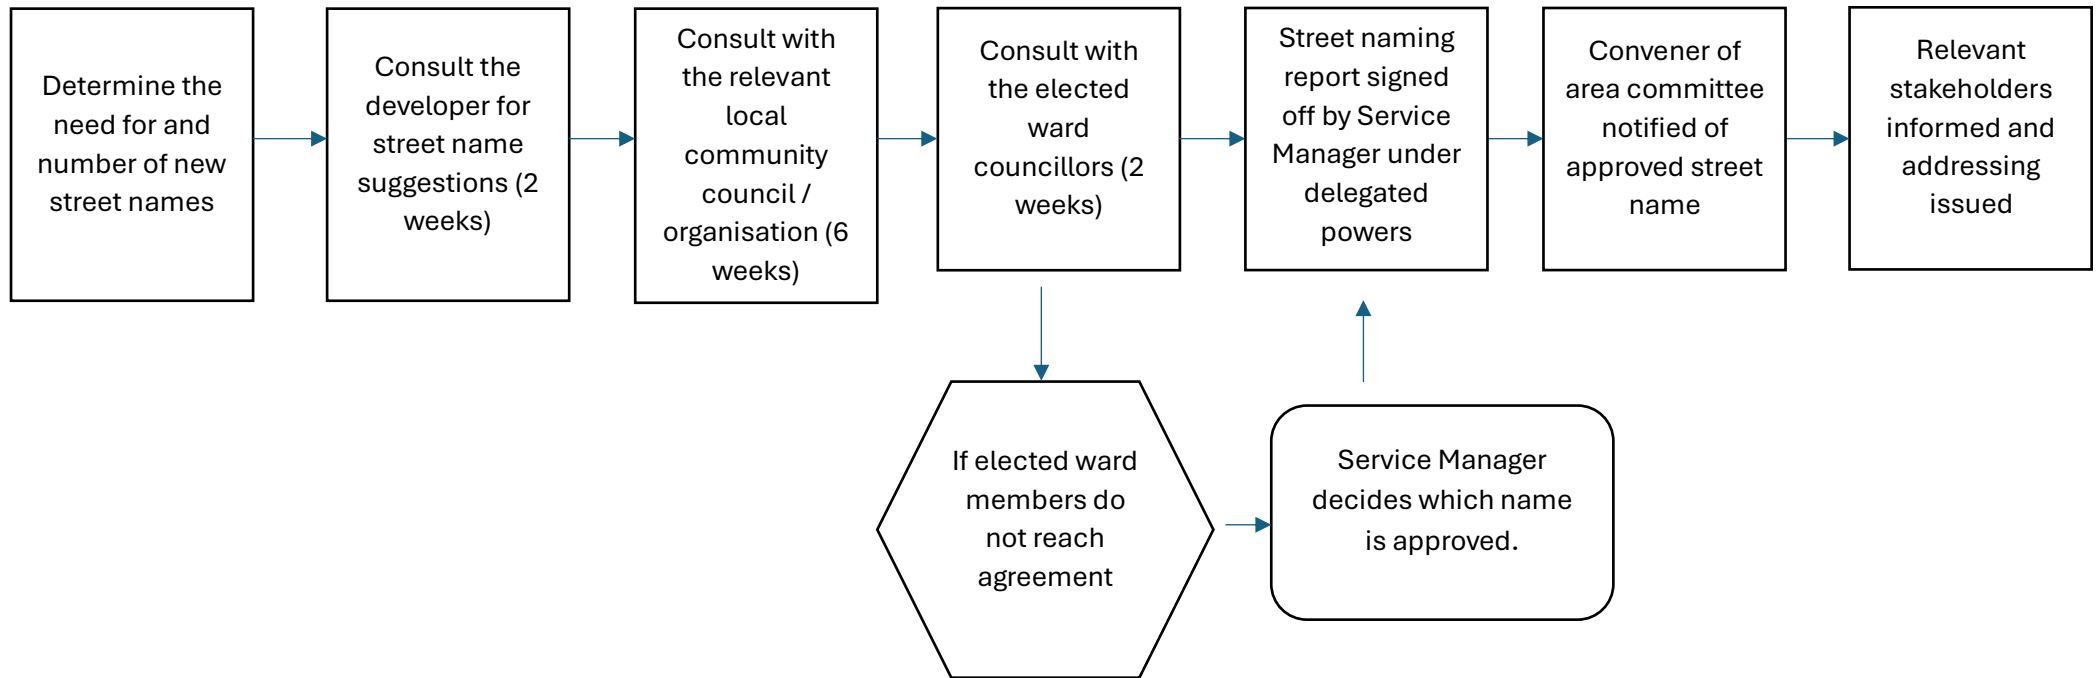 Determine the
need for and
number of new
street names
Consult the
developer for
street name
suggestions (2
weeks)
Consult with
the relevant
local
community
council /
organisation (6
weeks)
Consult with
the elected
ward
councillors (2
weeks)
Street naming
report signed
off by Service
Manager under
delegated
powers
Convener of
area committee
notified of
approved street
name
Relevant
stakeholders
informed and
addressing
issued
If elected ward
members do
not reach
agreement
Service Manager
decides which name
is approved.